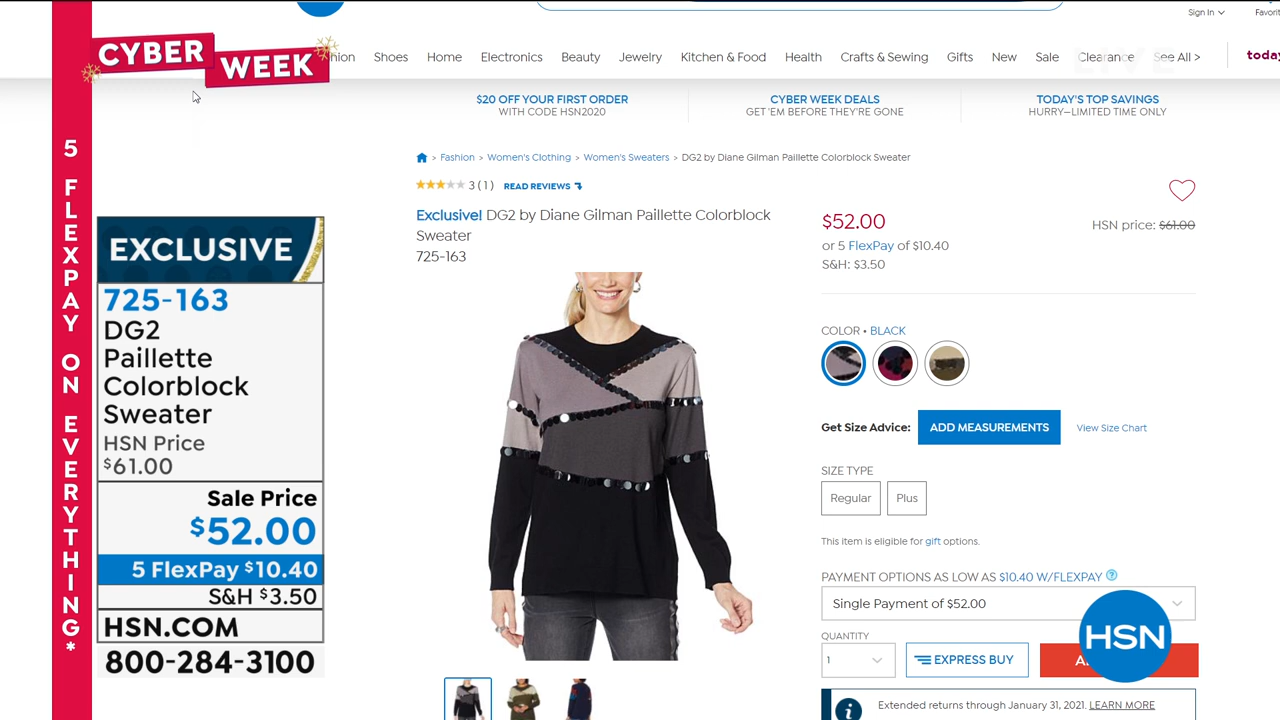 Sign In
Favorit
CYBER
WEEK
hion
Shoes
Home
Electronics
Beauty
Jewelry
Kitchen & Food
Health
Crafts & Sewing
Gifts
New
Sale
Clearance
See All >
today
LIVE
$20 OFF YOUR FIRST ORDER
WITH CODE HSN2020
CYBER WEEK DEALS
GET 'EM BEFORE THEY'RE GONE
TODAY'S TOP SAVINGS
HURRY—LIMITED TIME ONLY
5 FLEXPAY ON EVERYTHING*
EXCLUSIVE
725-163
DG2
Paillette
Colorblock
Sweater
HSN Price
$61.00
Sale Price
$52.00
5 FlexPay $10.40
S&H $3.50
HSN.COM
800-284-3100
> Fashion > Women's Clothing > Women's Sweaters > DG2 by Diane Gilman Paillette Colorblock Sweater
3 (1) READ REVIEWS
Exclusive! DG2 by Diane Gilman Paillette Colorblock
Sweater
725-163
$52.00
HSN price: $61.00
or 5 FlexPay of $10.40
S&H: $3.50
COLOR • BLACK
Get Size Advice: ADD MEASUREMENTS View Size Chart
SIZE TYPE
Regular
Plus
This item is eligible for gift options.
PAYMENT OPTIONS AS LOW AS $10.40 W/FLEXPAY ?
Single Payment of $52.00
QUANTITY
1
EXPRESS BUY
HSN
i
Extended returns through January 31, 2021. LEARN MORE